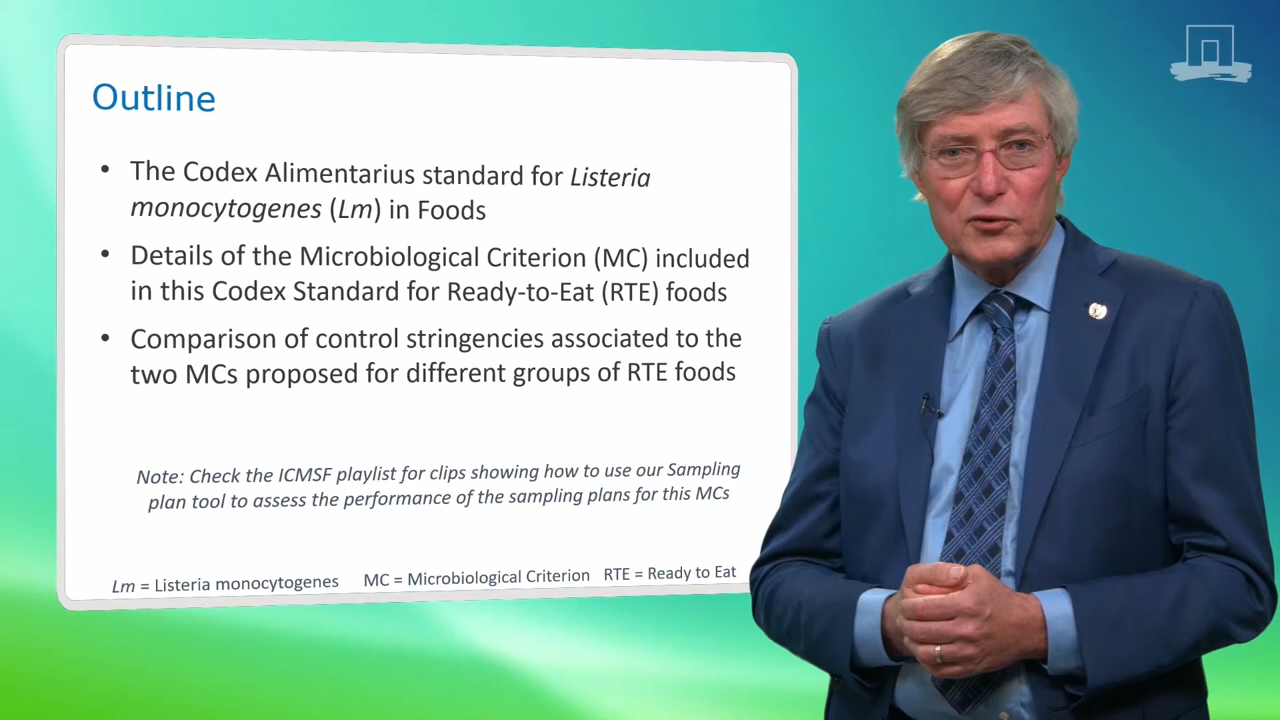 Outline
• The Codex Alimentarius standard for Listeria
monocytogenes (Lm) in Foods
• Details of the Microbiological Criterion (MC) included
in this Codex Standard for Ready-to-Eat (RTE) foods
• Comparison of control stringencies associated to the
two MCs proposed for different groups of RTE foods
Note: Check the ICMSF playlist for clips showing how to use our Sampling
plan tool to assess the performance of the sampling plans for this MCs
Lm = Listeria monocytogenes MC = Microbiological Criterion RTE = Ready to Eat